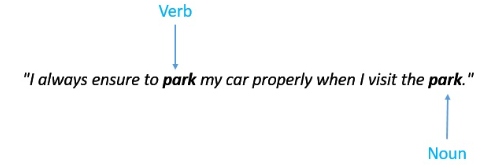 Verb
"I always ensure to park my car properly when I visit the park."
Noun